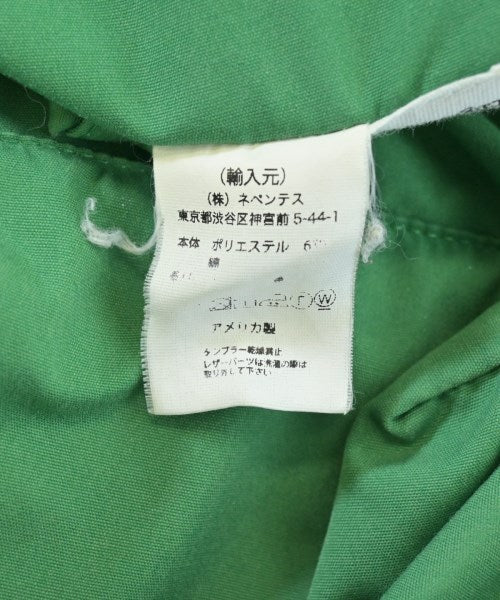 (輸入元)
(株) ネペンテス
東京都渋谷区神宮前 5-44-1
本体 ポリエステル
綿
W
アメリカ製
タンブラー乾燥禁止
レザーパーツは洗濯の際は
取り外して下さい